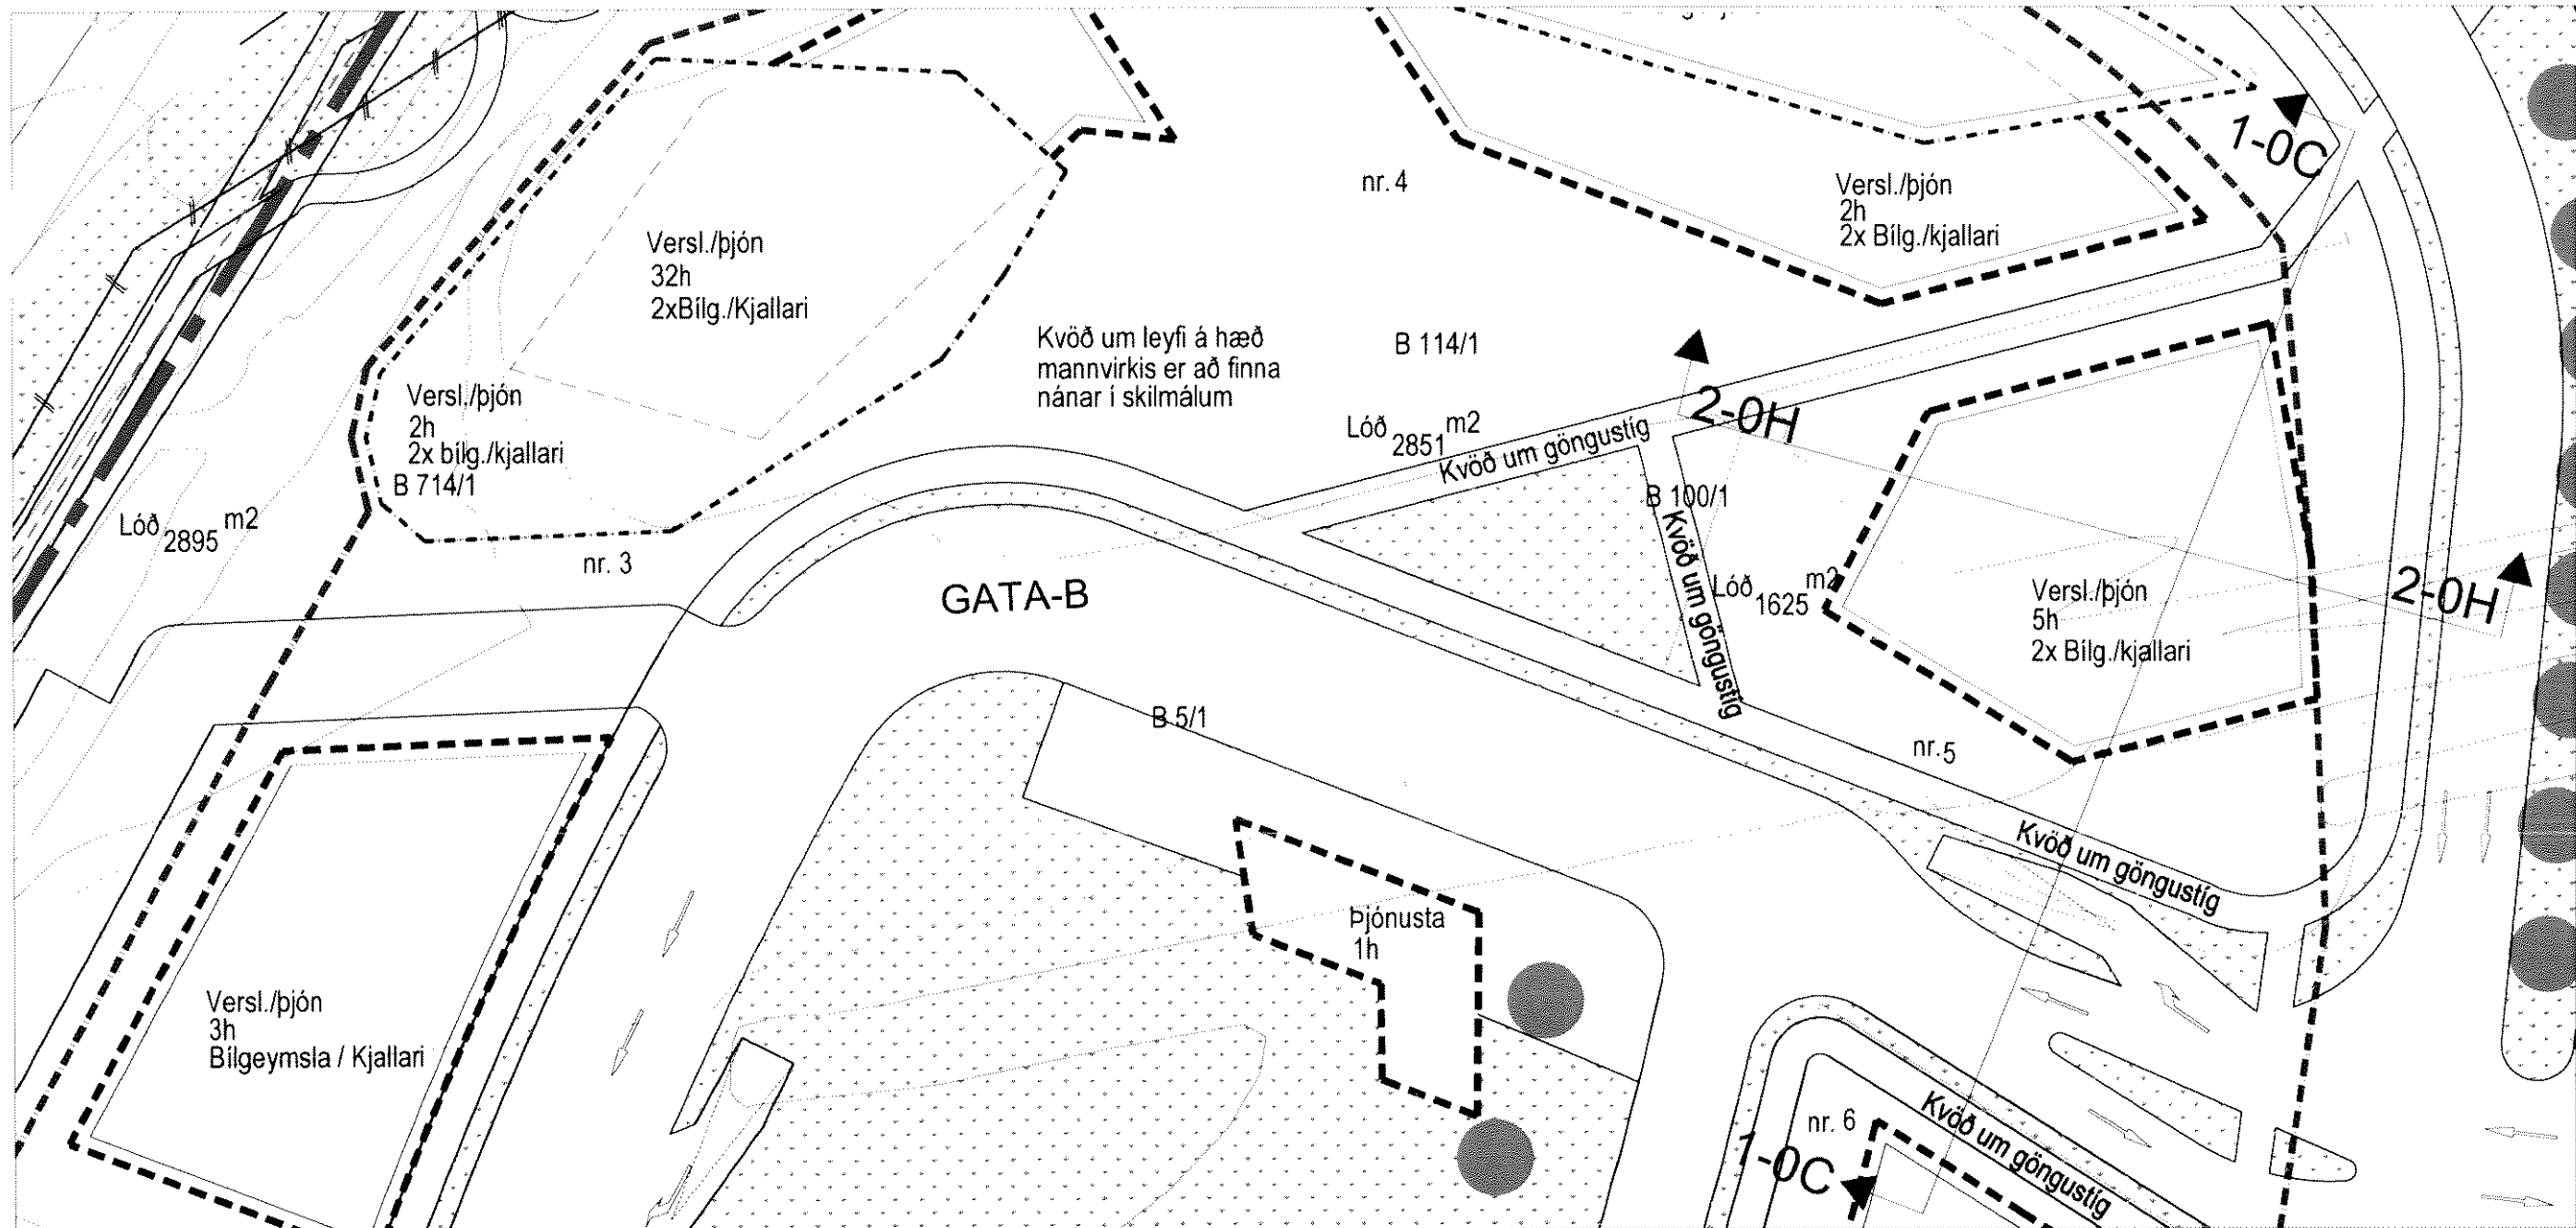 1-0C
nr. 4
Versl./þjón
2h
2x Bílg./kjallari
Versl./þjón
32h
2xBílg./Kjallari
Kvöð um leyfi á hæð
mannvirkis er að finna
nánar í skilmálum
B 114/1
Versl./þjón
2h
2x bílg./kjallari
B 714/1
Lóð 2851 m2
Kvöð um göngustíg
2-0H
B 100/1
Kvöð um göngustíg
Lóð 2895 m2
nr. 3
GATA-B
Lóð 1625 m2
Versl./þjón
5h
2x Bílg./kjallari
2-0H
B 5/1
nr.5
Kvöð um göngustíg
Þjónusta
1h
Versl./þjón
3h
Bílgeymsla / Kjallari
nr. 6
Kvöð um göngustíg
1-0C